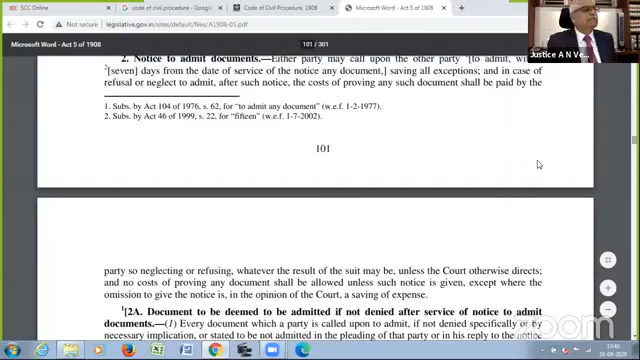 SCC Online
code of civil procedure - Google
Code of Civil Procedure, 1908
Microsoft Word - Act 5 of 1908
Not secure | legislative.gov.in/sites/default/files/A1908-05.pdf
Justice A N Ve
Microsoft Word - Act 5 of 1908
101 / 301
2. Notice to admit documents.—Either party may call upon the other party
[to admit,
2[seven] days from the date of service of the notice any document,] saving all exceptions; and in case of
refusal or neglect to admit, after such notice, the costs of proving any such document shall be paid by the
1. Subs. by Act 104 of 1976, s. 62, for "to admit any document" (w.e.f. 1-2-1977)
2. Subs. by Act 46 of 1999, s. 22, for "fifteen" (w.e.f. 1-7-2002)
101
party so neglecting or refusing, whatever the result of the suit may be, unless the Court otherwise directs;
and no costs of proving any document shall be allowed unless such notice is given, except where the
omission to give the notice is, in the opinion of the Court, a saving of expense.
1[2A. Document to be deemed to be admitted if not denied after service of notice to admit
documents.—(1) Every document which a party is called upon to admit, if not denied specifically or by
necessary implication, or stated to be not admitted in the pleading of that party or in his reply to the notice
zoom
19:40
16-09-2020